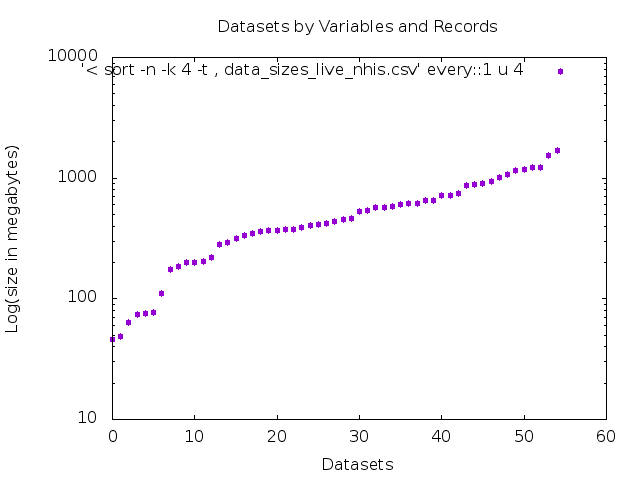 Datasets by Variables and Records
'< sort -n -k 4 -t , data_sizes_live_nhis.csv' every::1 u 4
10000
1000
100
10
Log(size in megabytes)
0 10 20 30 40 50 60
Datasets